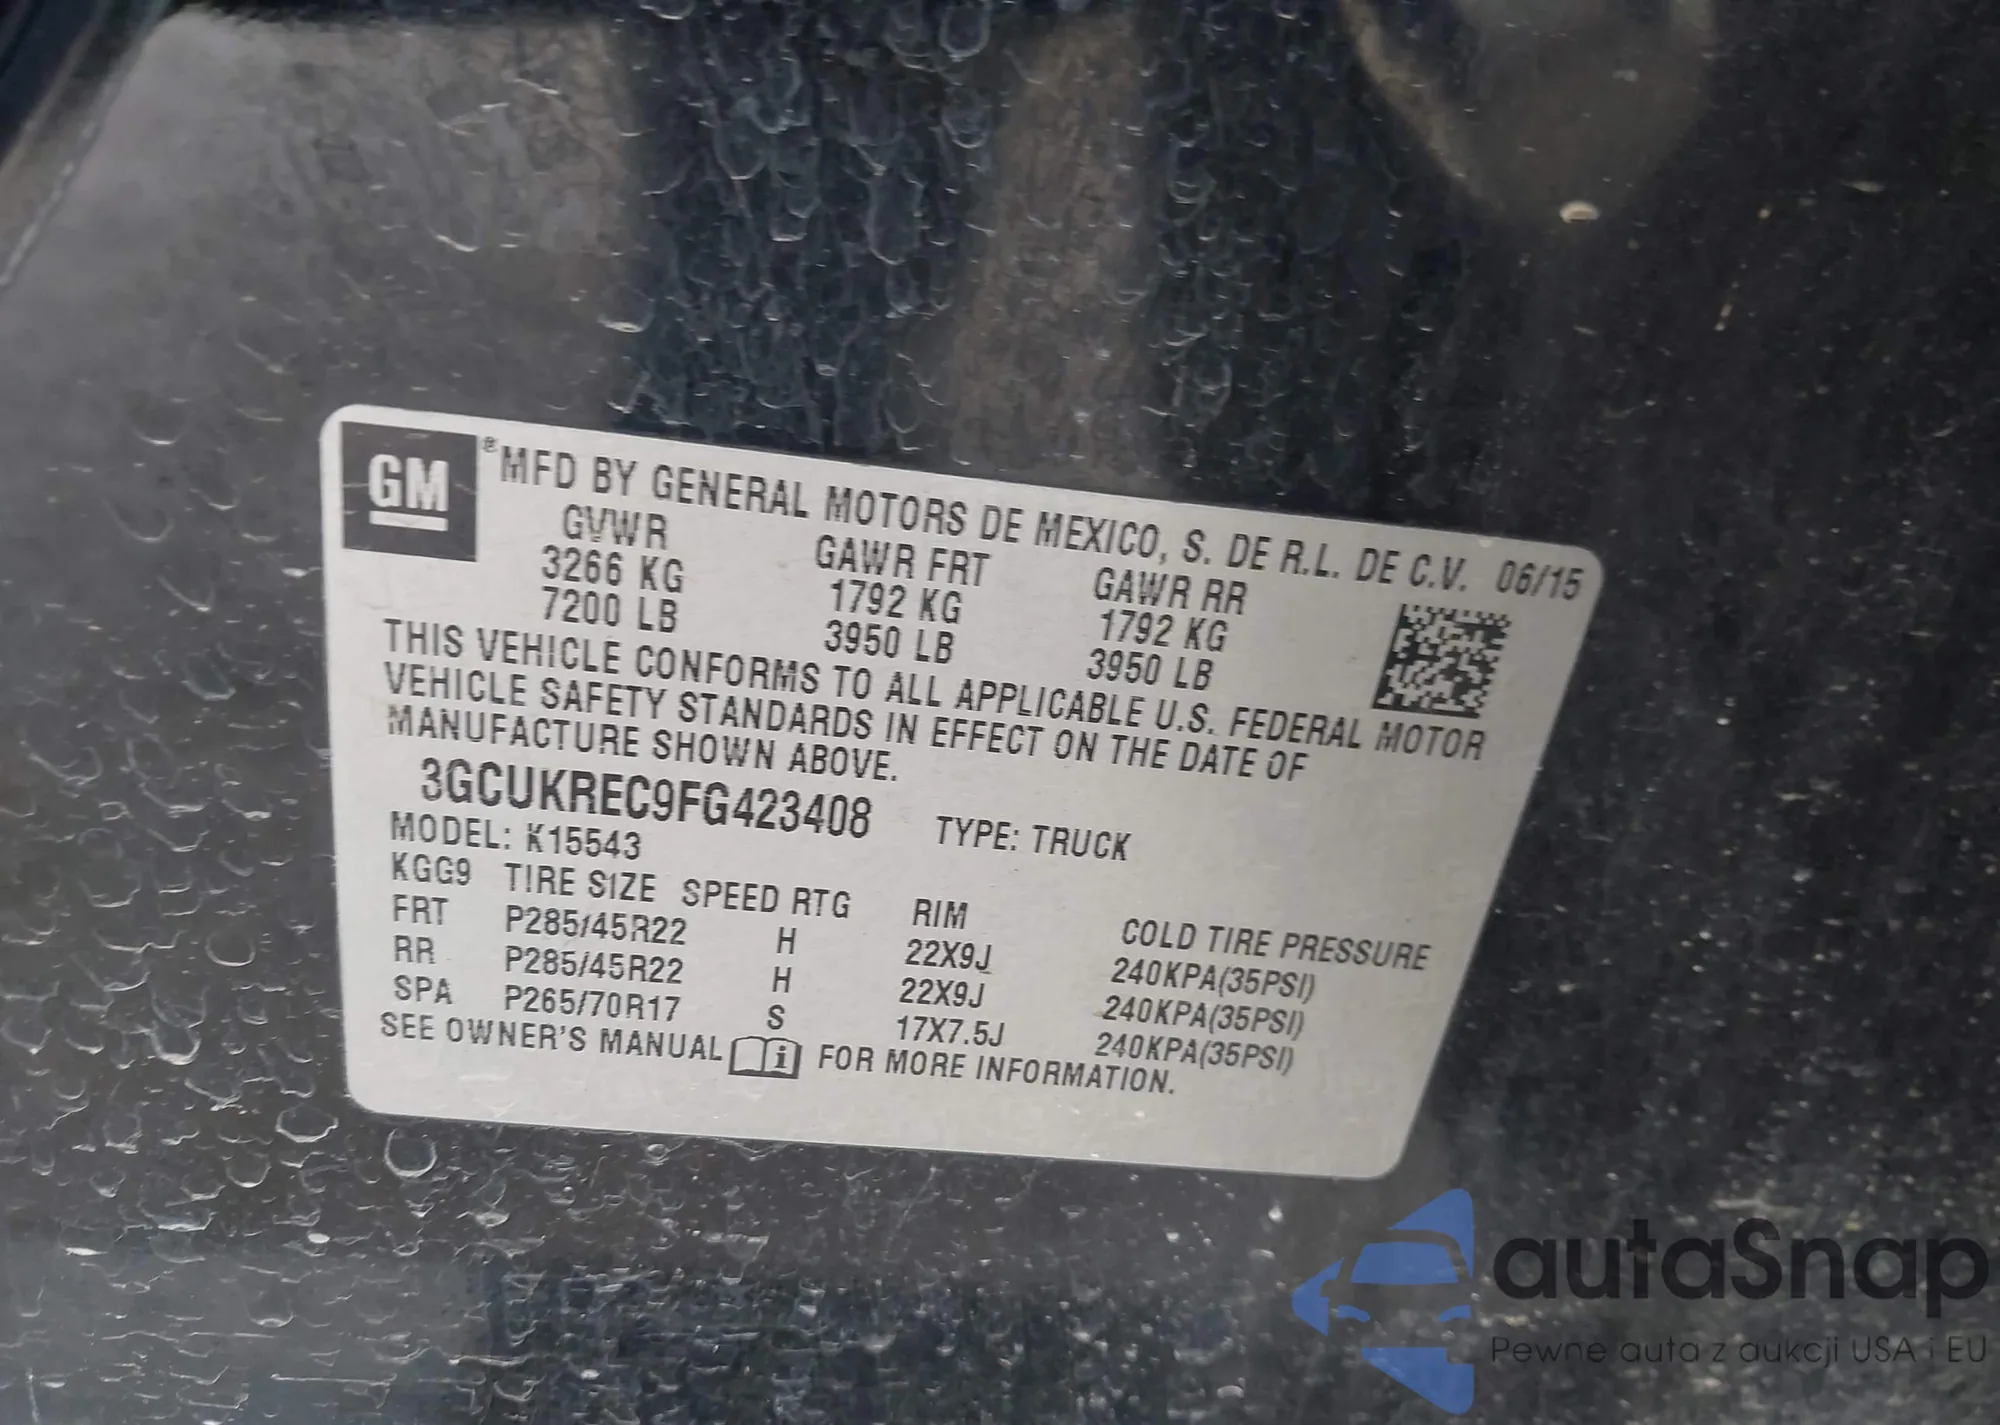 GM ® MFD BY GENERAL MOTORS DE MEXICO, S. DE R.L. DE C.V. 06/15
GVWR GAWR FRT GAWR RR
3266 KG 1792 KG 1792 KG
7200 LB 3950 LB 3950 LB
THIS VEHICLE CONFORMS TO ALL APPLICABLE U.S. FEDERAL MOTOR
VEHICLE SAFETY STANDARDS IN EFFECT ON THE DATE OF
MANUFACTURE SHOWN ABOVE.
3GCUKREC9FG423408 TYPE: TRUCK
MODEL: K15543
KGG9 TIRE SIZE SPEED RTG RIM COLD TIRE PRESSURE
FRT P285/45R22 H 22X9J 240KPA(35PSI)
RR P285/45R22 H 22X9J 240KPA(35PSI)
SPA P265/70R17 S 17X7.5J 240KPA(35PSI)
SEE OWNER'S MANUAL i FOR MORE INFORMATION.
autaSnap
Pewne auta z aukcji USA i EU